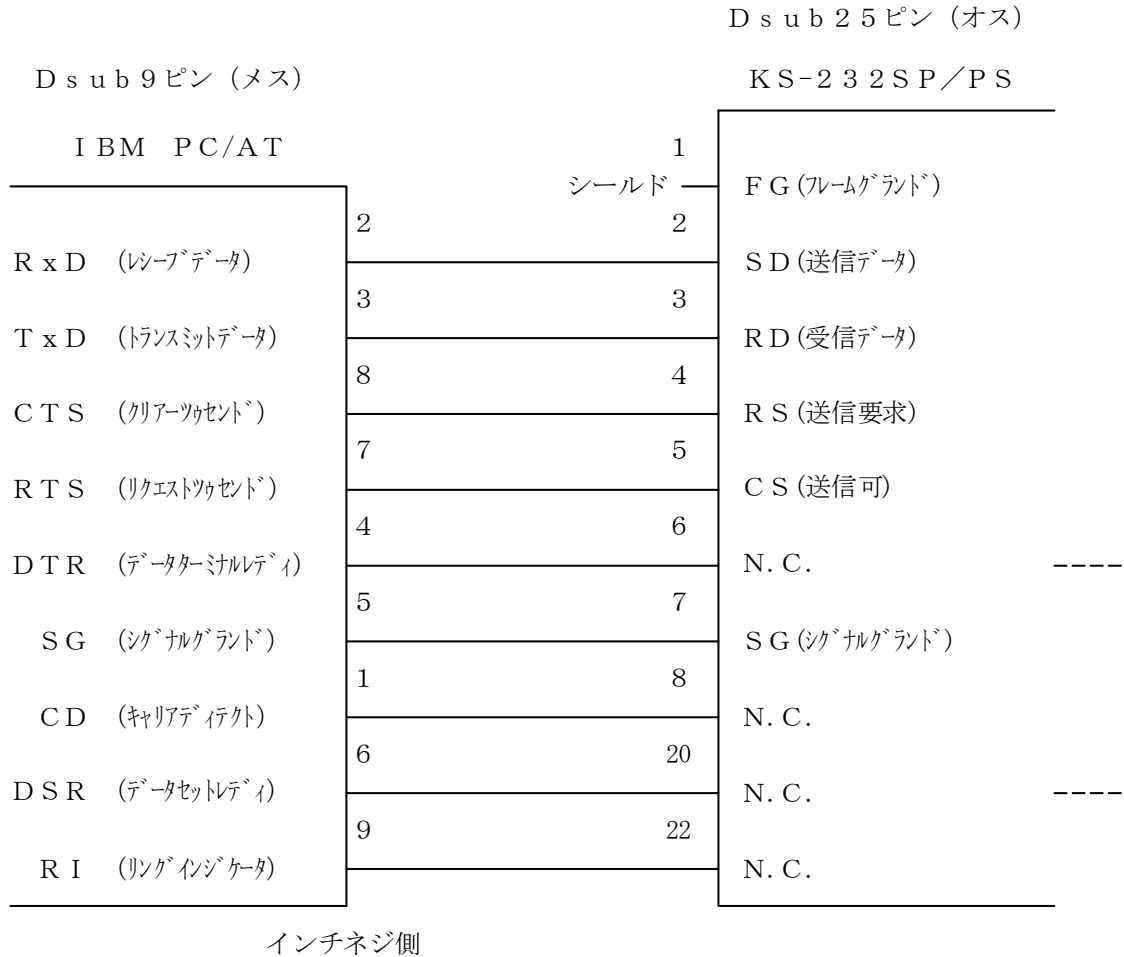 Dsub25ピン（オス）
Dsub9ピン（メス）
KS-232SP／PS
IBM PC/AT
1
シールド
FG(ﾌﾚｰﾑｸﾞﾗﾝﾄﾞ)
2 2
RxD (ﾚｼｰﾌﾞﾃﾞｰﾀ) SD(送信ﾃﾞｰﾀ)
3 3
TxD (ﾄﾗﾝｽﾐｯﾄﾃﾞｰﾀ) RD(受信ﾃﾞｰﾀ)
8 4
CTS (ｸﾘｱｰﾂｩｾﾝﾄﾞ) RS(送信要求)
7 5
RTS (ﾘｸｴｽﾄﾂｩｾﾝﾄﾞ) CS(送信可)
4 6
DTR (ﾃﾞｰﾀﾀｰﾐﾅﾙﾚﾃﾞｨ) N.C.
5 7
SG (ｼｸﾞﾅﾙｸﾞﾗﾝﾄﾞ) SG(ｼｸﾞﾅﾙｸﾞﾗﾝﾄﾞ)
1 8
CD (ｷｬﾘｱﾃﾞｨﾃｸﾄ) N.C.
6 20
DSR (ﾃﾞｰﾀｾｯﾄﾚﾃﾞｨ) N.C.
9 22
RI (ﾘﾝｸﾞｲﾝｼﾞｹｰﾀ) N.C.
インチネジ側